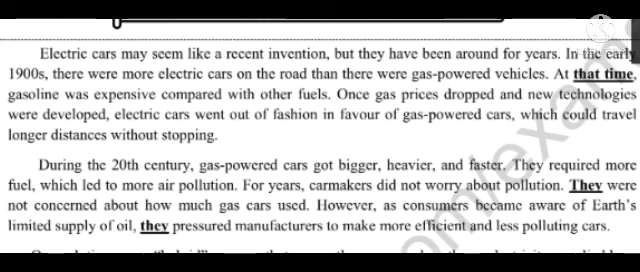 Electric cars may seem like a recent invention, but they have been around for years. In the early
1900s, there were more electric cars on the road than there were gas-powered vehicles. At that time,
gasoline was expensive compared with other fuels. Once gas prices dropped and new technologies
were developed, electric cars went out of fashion in favour of gas-powered cars, which could travel
longer distances without stopping.
During the 20th century, gas-powered cars got bigger, heavier, and faster. They required more
fuel, which led to more air pollution. For years, carmakers did not worry about pollution. They were
not concerned about how much gas cars used. However, as consumers became aware of Earth's
limited supply of oil, they pressured manufacturers to make more efficient and less polluting cars.